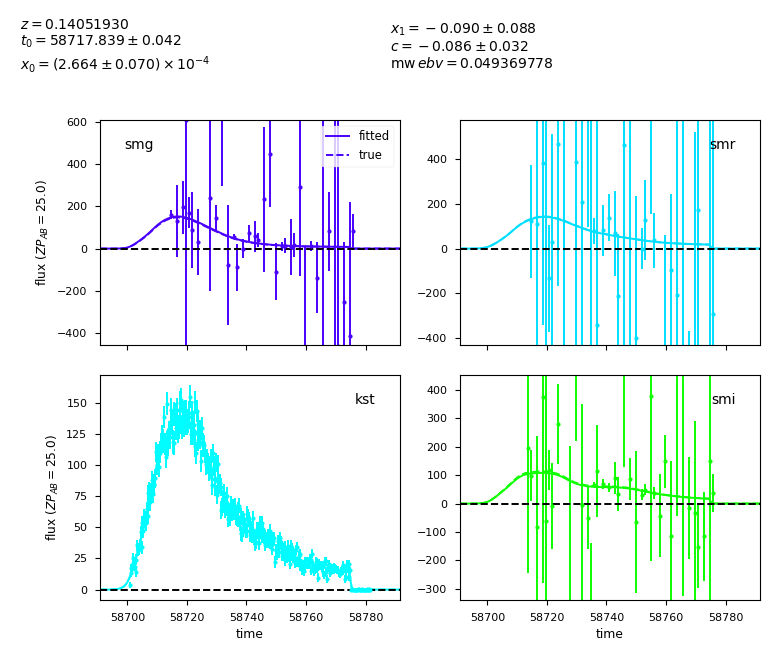 z = 0.14051930
t₀ = 58717.839 ± 0.042
x₀ = (2.664 ± 0.070) × 10⁻⁴
x₁ = −0.090 ± 0.088
c = −0.086 ± 0.032
mw ebv = 0.049369778
smg
fitted
true
600
400
200
0
−200
−400
flux (ZP_AB = 25.0)
smr
400
200
0
−200
−400
kst
150
125
100
75
50
25
0
flux (ZP_AB = 25.0)
58700 58720 58740 58760 58780
time
smi
400
300
200
100
0
−100
−200
−300
58700 58720 58740 58760 58780
time